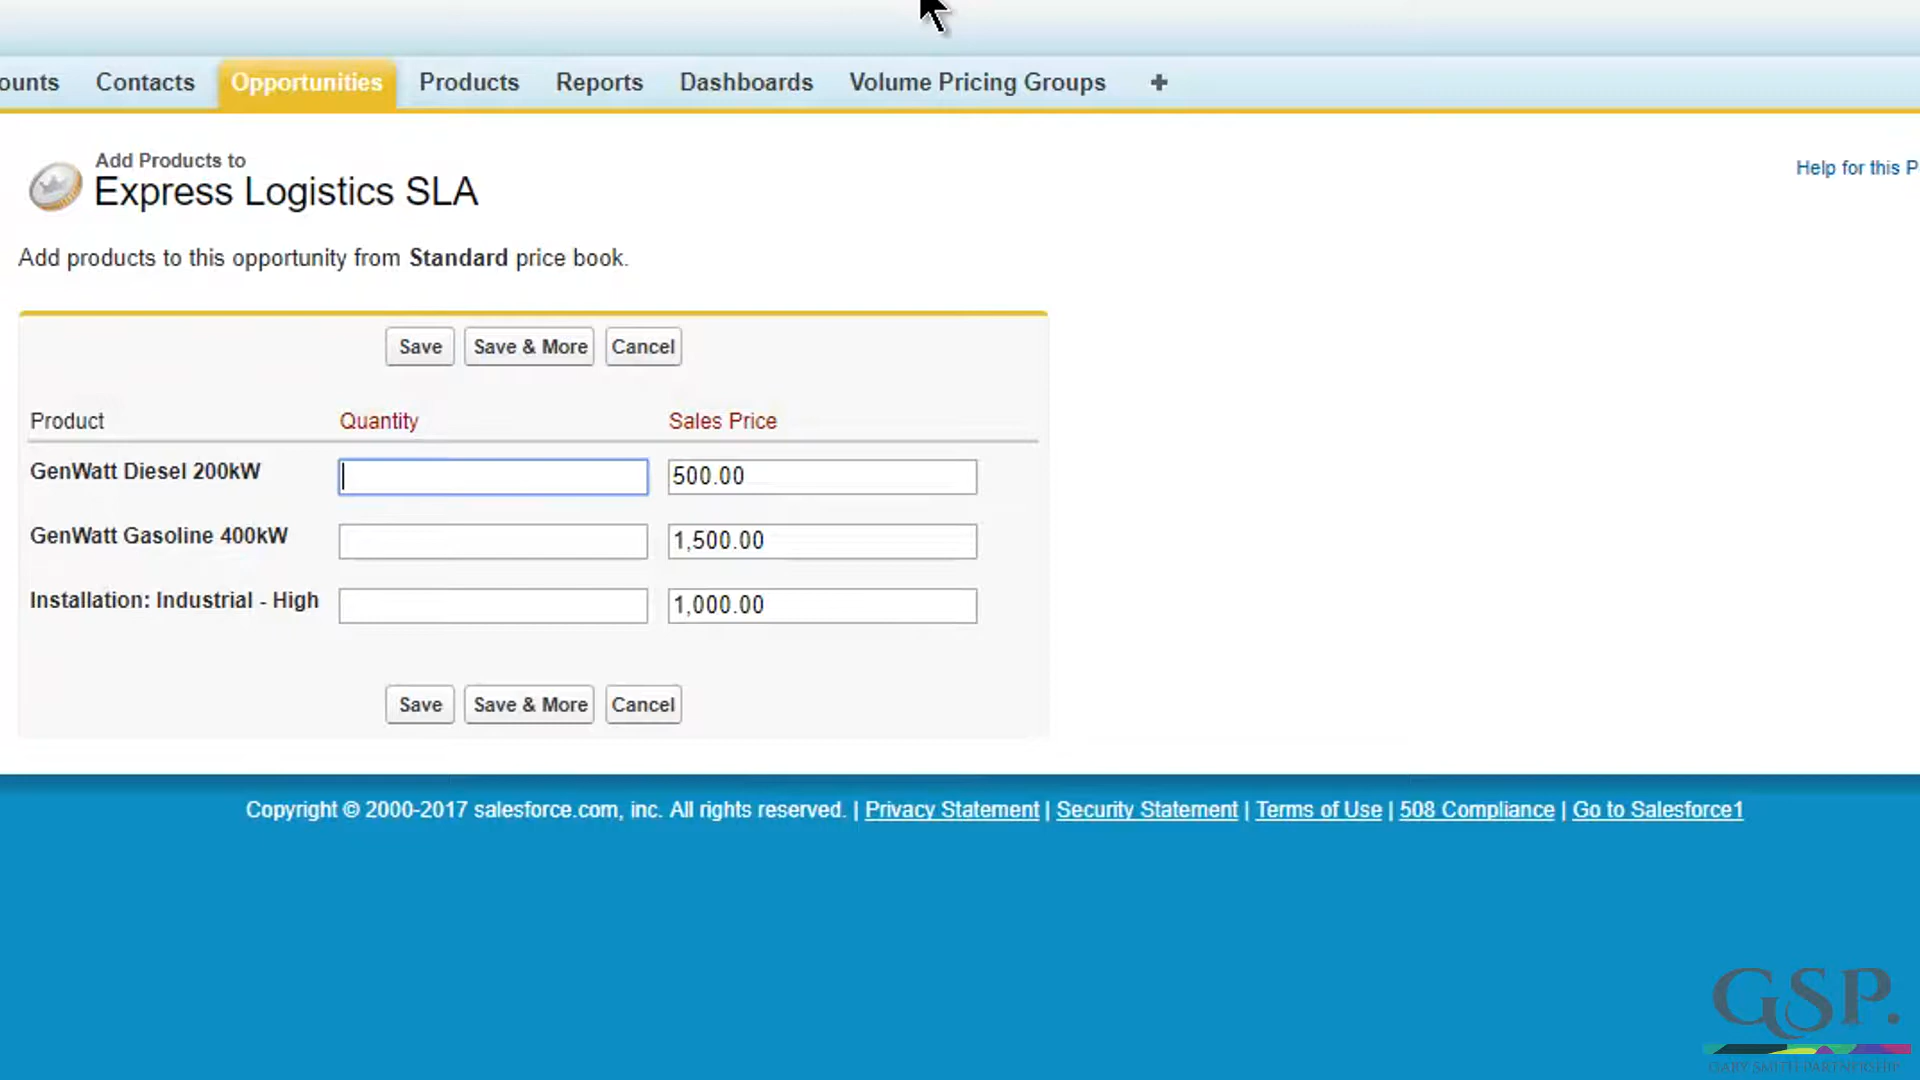 ounts Contacts Opportunities Products Reports Dashboards Volume Pricing Groups +
Add Products to
Express Logistics SLA
Help for this P
Add products to this opportunity from Standard price book.
Save Save & More Cancel
Product Quantity Sales Price
GenWatt Diesel 200kW 500.00
GenWatt Gasoline 400kW 1,500.00
Installation: Industrial - High 1,000.00
Save Save & More Cancel
Copyright © 2000-2017 salesforce.com, inc. All rights reserved. | Privacy Statement | Security Statement | Terms of Use | 508 Compliance | Go to Salesforce1
GSP.
GARY SMITH PARTNERSHIP